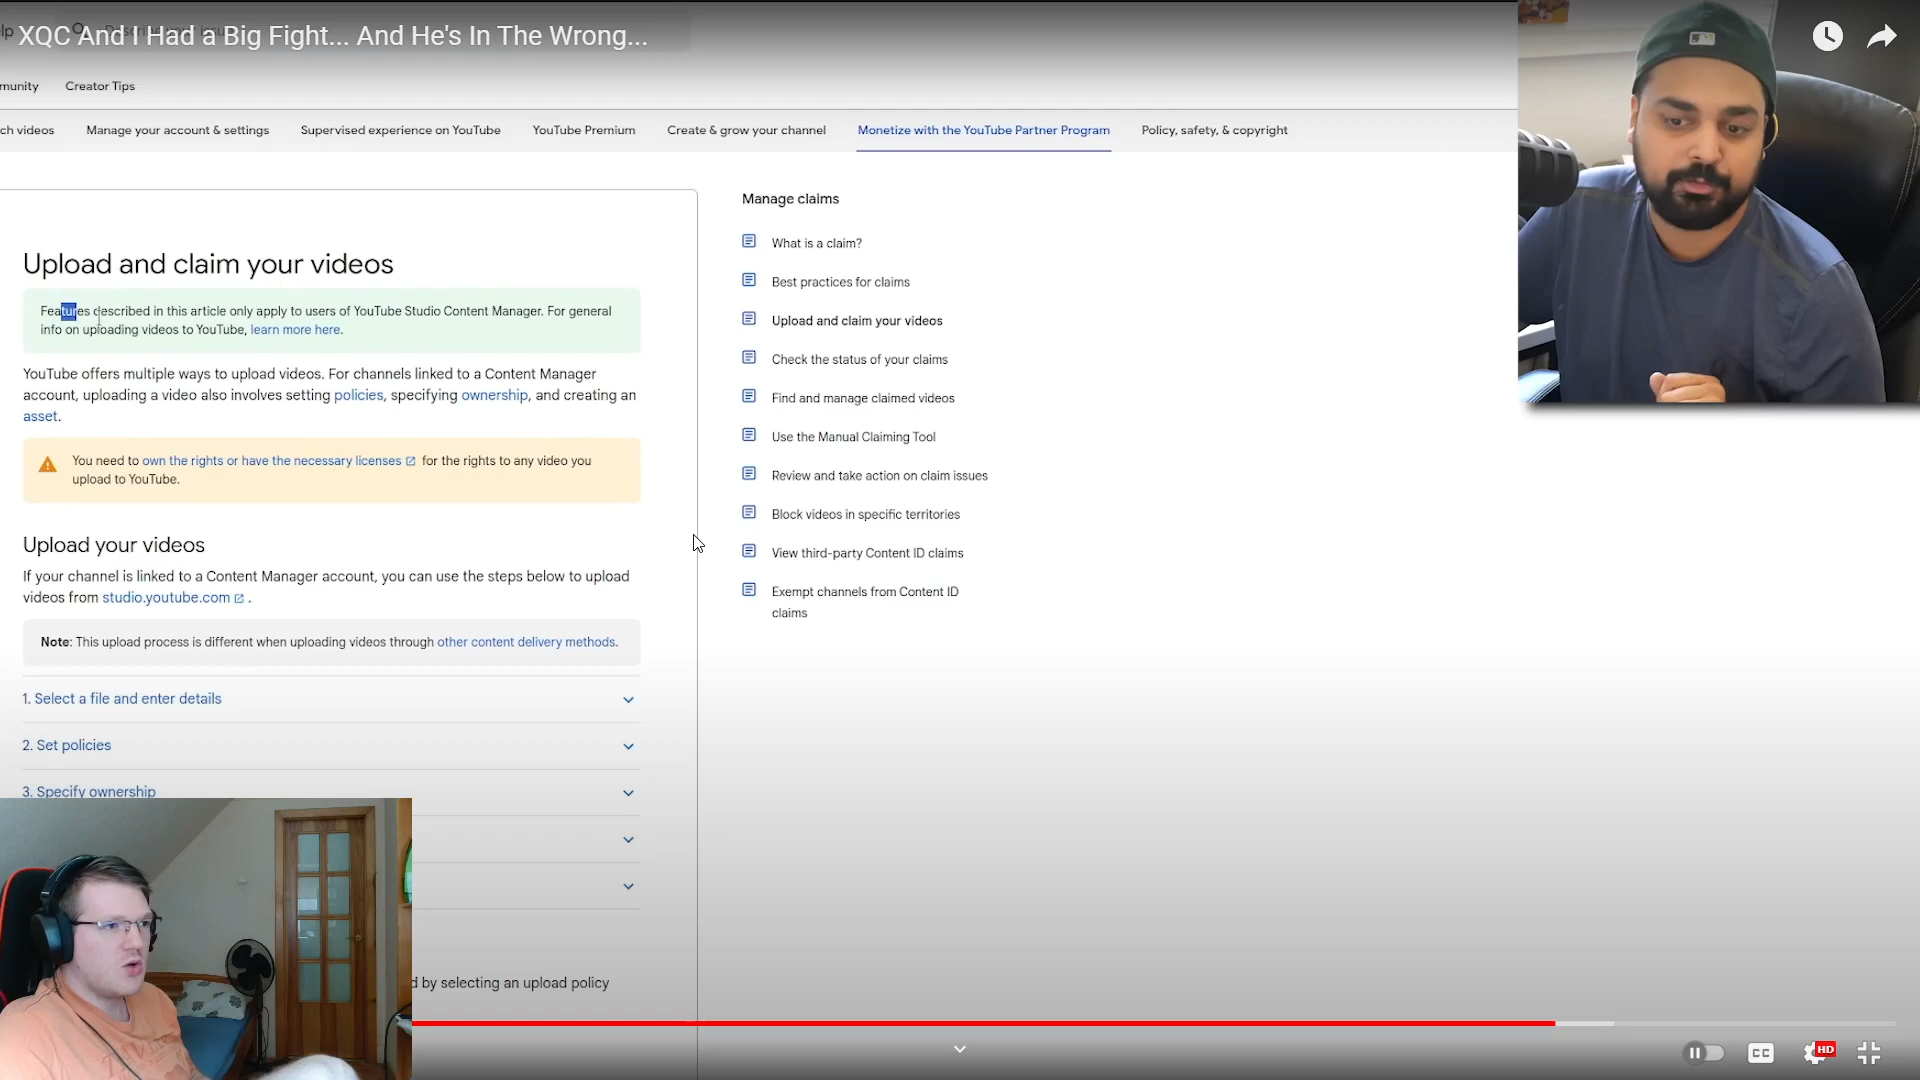 XQC And I Had a Big Fight... And He's In The Wrong...
munity
Creator Tips
ch videos
Manage your account & settings
Supervised experience on YouTube
YouTube Premium
Create & grow your channel
Monetize with the YouTube Partner Program
Policy, safety, & copyright
Upload and claim your videos
Features described in this article only apply to users of YouTube Studio Content Manager. For general
info on uploading videos to YouTube, learn more here.
YouTube offers multiple ways to upload videos. For channels linked to a Content Manager
account, uploading a video also involves setting policies, specifying ownership, and creating an
asset.
You need to own the rights or have the necessary licenses for the rights to any video you
upload to YouTube.
Upload your videos
If your channel is linked to a Content Manager account, you can use the steps below to upload
videos from studio.youtube.com .
Note: This upload process is different when uploading videos through other content delivery methods.
1. Select a file and enter details
2. Set policies
3. Specify ownership
d by selecting an upload policy
Manage claims
What is a claim?
Best practices for claims
Upload and claim your videos
Check the status of your claims
Find and manage claimed videos
Use the Manual Claiming Tool
Review and take action on claim issues
Block videos in specific territories
View third-party Content ID claims
Exempt channels from Content ID
claims
CC
HD